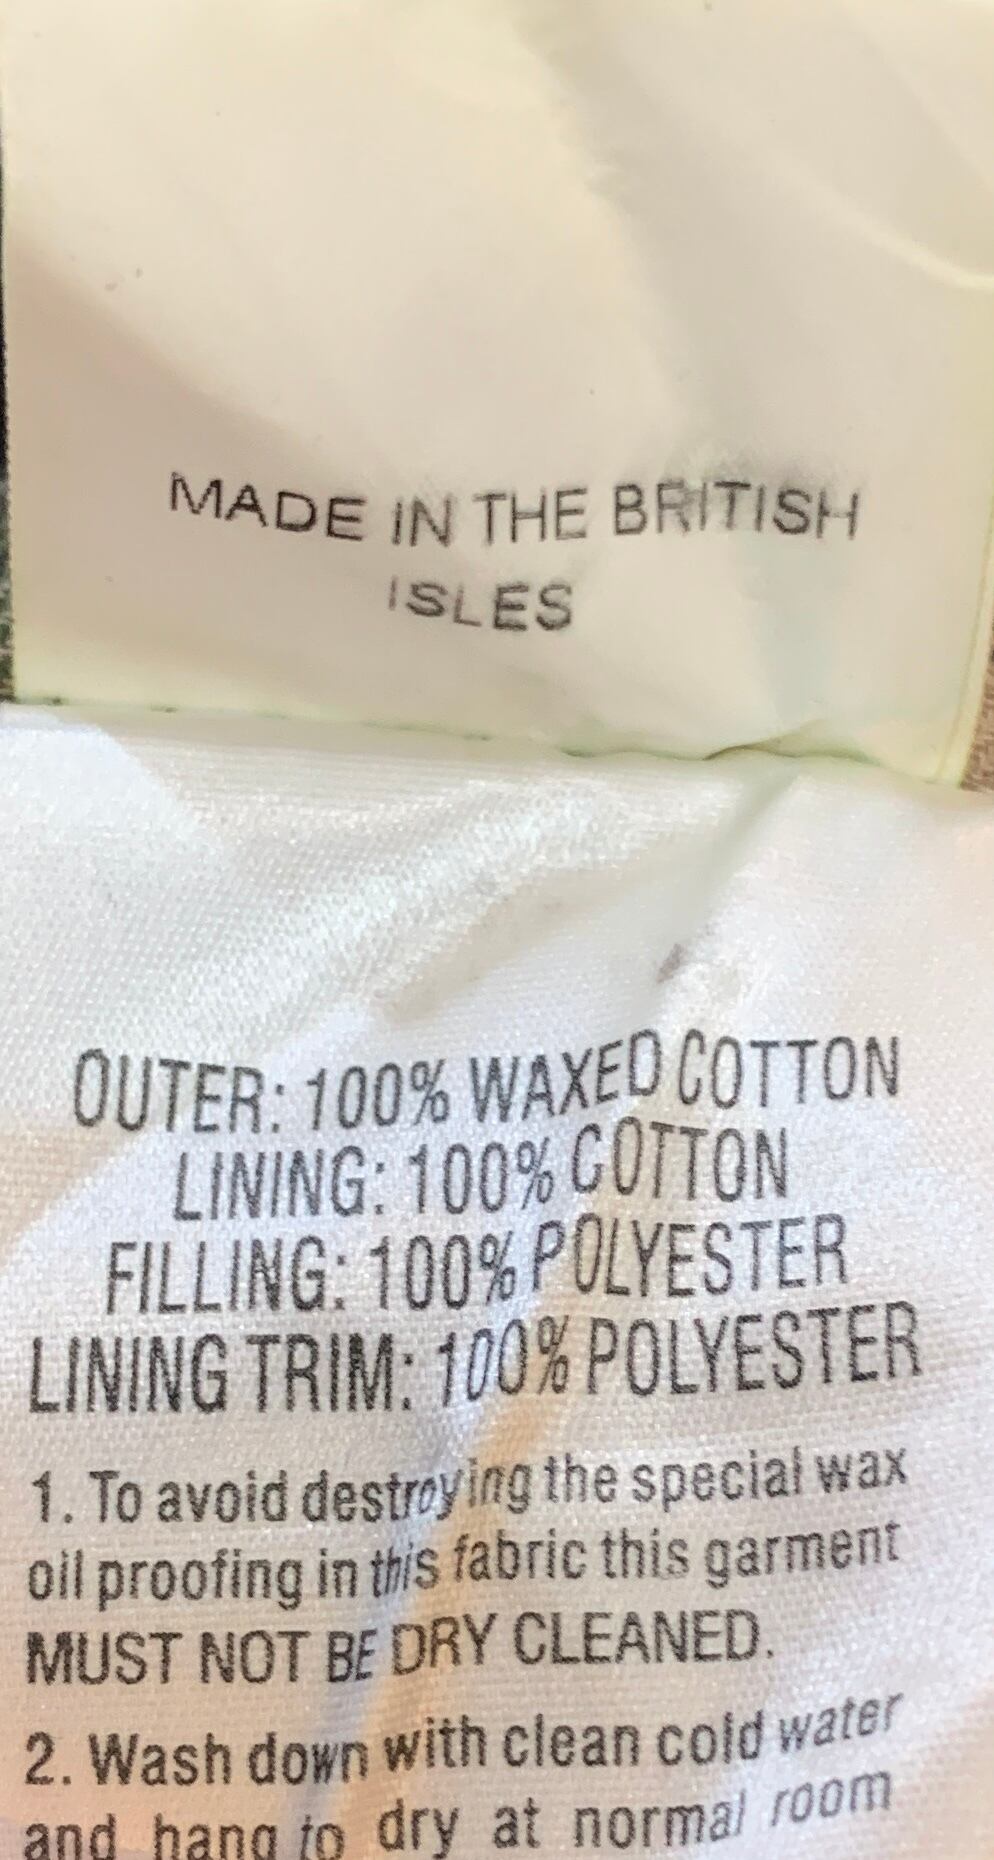 MADE IN THE BRITISH
ISLES
OUTER: 100% WAXED COTTON
LINING: 100% COTTON
FILLING: 100% POLYESTER
LINING TRIM: 100% POLYESTER
1. To avoid destroying the special wax
oil proofing in this fabric this garment
MUST NOT BE DRY CLEANED.
2. Wash down with clean cold water
and hang to dry at normal room